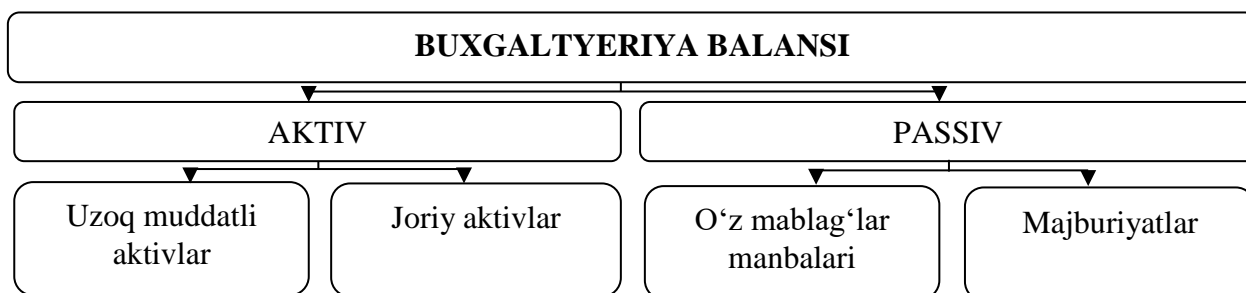 BUXGALTYERIYA BALANSI
AKTIV
PASSIV
Uzoq muddatli
aktivlar
Joriy aktivlar
O‘z mablag‘lar
manbalari
Majburiyatlar